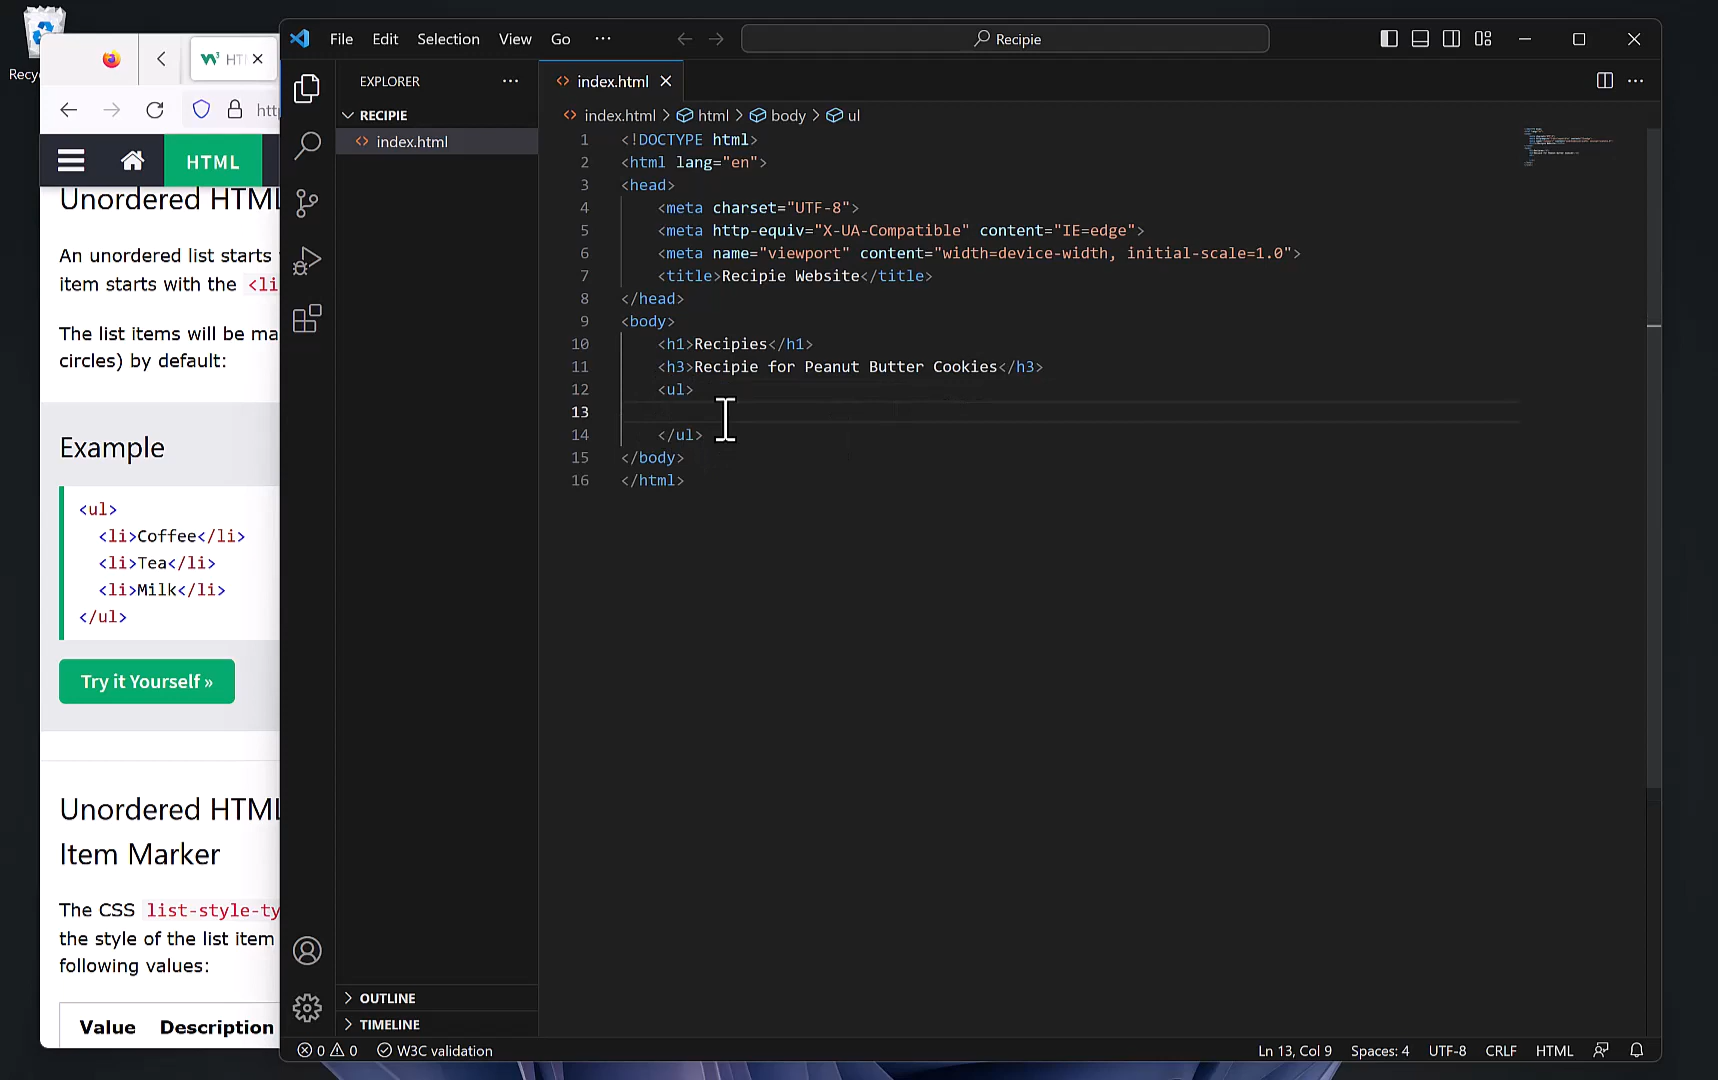 Recyc
HT
htt
HTML
Unordered HTML
An unordered list starts
item starts with the <li
The list items will be ma
circles) by default:
Example
<ul>
<li>Coffee</li>
<li>Tea</li>
<li>Milk</li>
</ul>
Try it Yourself »
Unordered HTML
Item Marker
The CSS list-style-ty
the style of the list item
following values:
Value Description
File Edit Selection View Go ··· Recipie
EXPLORER ···
RECIPIE
index.html
index.html
index.html > html > body > ul
1 <!DOCTYPE html>
2 <html lang="en">
3 <head>
4 <meta charset="UTF-8">
5 <meta http-equiv="X-UA-Compatible" content="IE=edge">
6 <meta name="viewport" content="width=device-width, initial-scale=1.0">
7 <title>Recipie Website</title>
8 </head>
9 <body>
10 <h1>Recipies</h1>
11 <h3>Recipie for Peanut Butter Cookies</h3>
12 <ul>
13
14 </ul>
15 </body>
16 </html>
OUTLINE
TIMELINE
0 0 W3C validation
Ln 13, Col 9 Spaces: 4 UTF-8 CRLF HTML